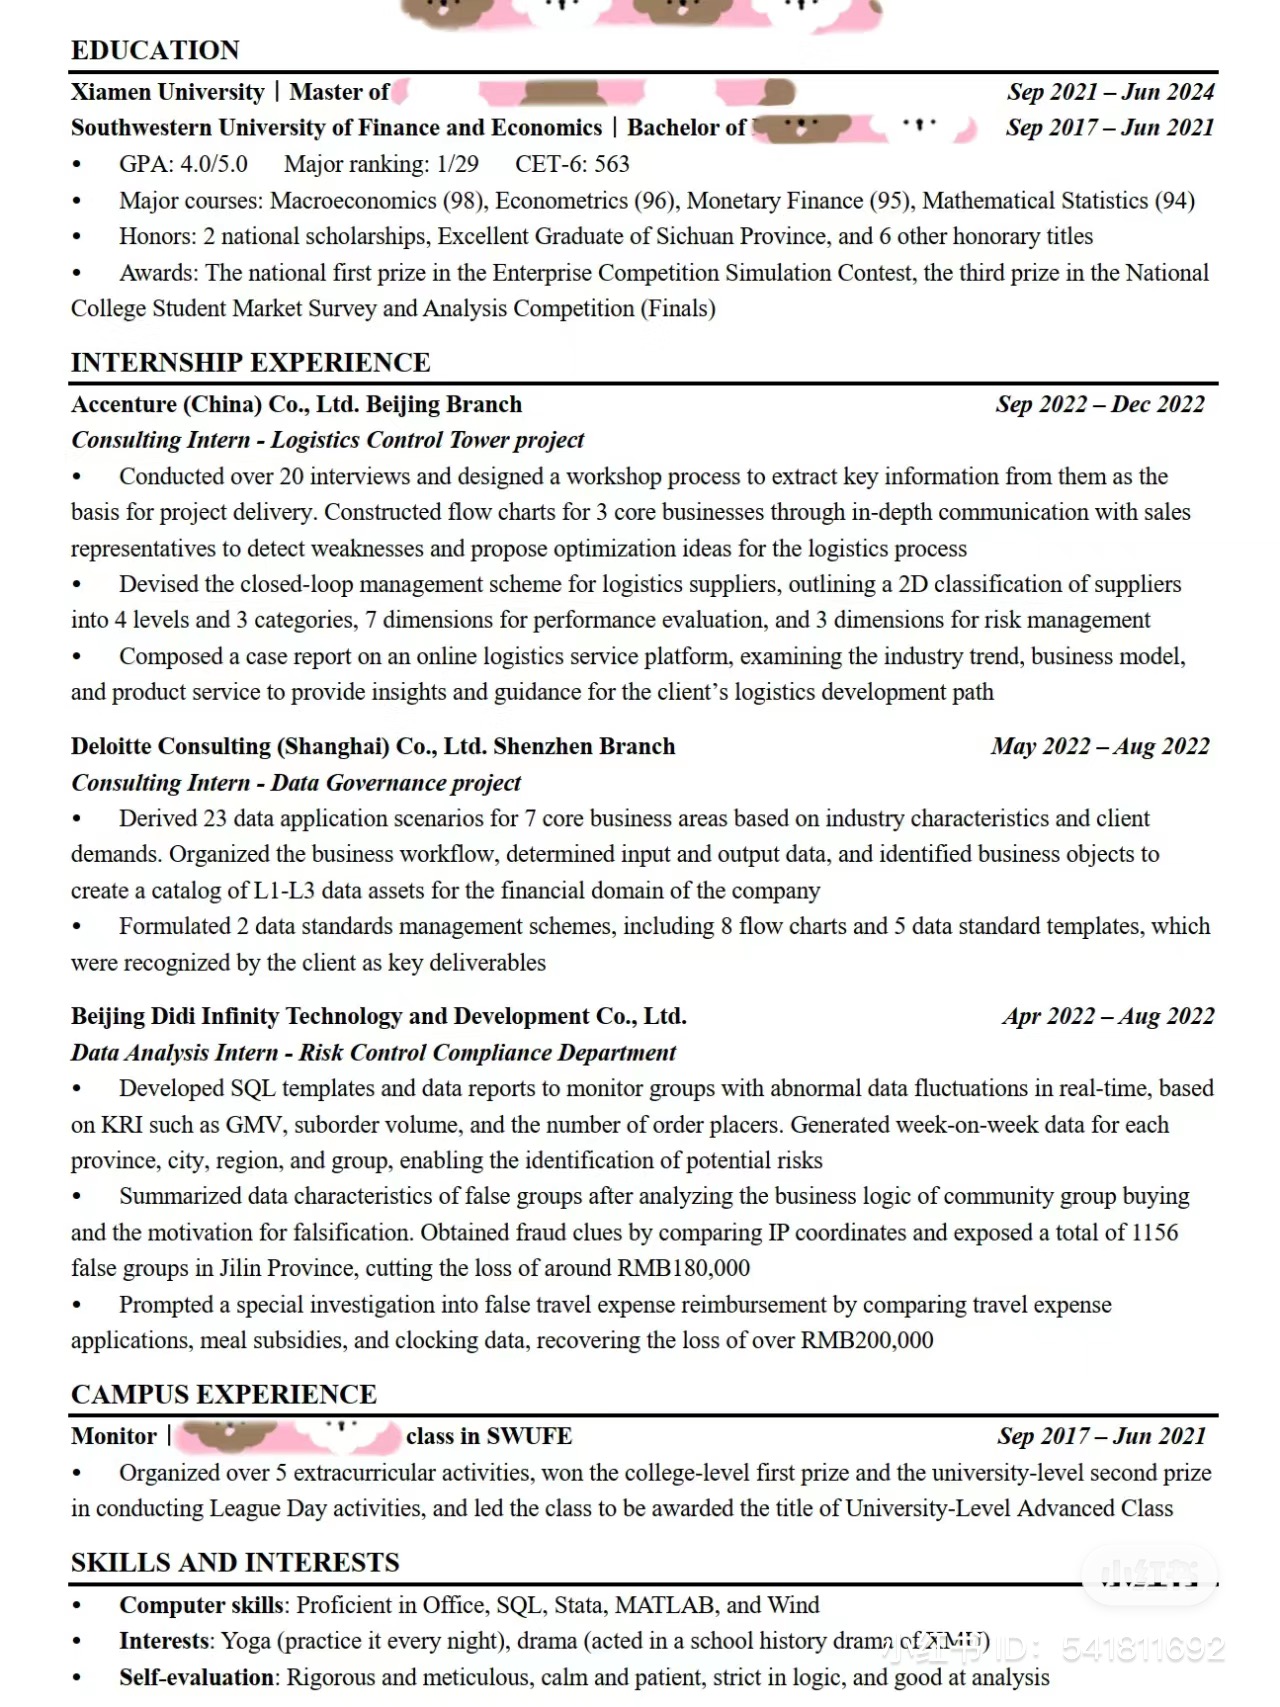 EDUCATION
Xiamen University | Master of
Sep 2021 – Jun 2024
Southwestern University of Finance and Economics | Bachelor of
Sep 2017 – Jun 2021
• GPA: 4.0/5.0 Major ranking: 1/29 CET-6: 563
• Major courses: Macroeconomics (98), Econometrics (96), Monetary Finance (95), Mathematical Statistics (94)
• Honors: 2 national scholarships, Excellent Graduate of Sichuan Province, and 6 other honorary titles
• Awards: The national first prize in the Enterprise Competition Simulation Contest, the third prize in the National
College Student Market Survey and Analysis Competition (Finals)
INTERNSHIP EXPERIENCE
Accenture (China) Co., Ltd. Beijing Branch
Sep 2022 – Dec 2022
Consulting Intern - Logistics Control Tower project
• Conducted over 20 interviews and designed a workshop process to extract key information from them as the
basis for project delivery. Constructed flow charts for 3 core businesses through in-depth communication with sales
representatives to detect weaknesses and propose optimization ideas for the logistics process
• Devised the closed-loop management scheme for logistics suppliers, outlining a 2D classification of suppliers
into 4 levels and 3 categories, 7 dimensions for performance evaluation, and 3 dimensions for risk management
• Composed a case report on an online logistics service platform, examining the industry trend, business model,
and product service to provide insights and guidance for the client’s logistics development path
Deloitte Consulting (Shanghai) Co., Ltd. Shenzhen Branch
May 2022 – Aug 2022
Consulting Intern - Data Governance project
• Derived 23 data application scenarios for 7 core business areas based on industry characteristics and client
demands. Organized the business workflow, determined input and output data, and identified business objects to
create a catalog of L1-L3 data assets for the financial domain of the company
• Formulated 2 data standards management schemes, including 8 flow charts and 5 data standard templates, which
were recognized by the client as key deliverables
Beijing Didi Infinity Technology and Development Co., Ltd.
Apr 2022 – Aug 2022
Data Analysis Intern - Risk Control Compliance Department
• Developed SQL templates and data reports to monitor groups with abnormal data fluctuations in real-time, based
on KRI such as GMV, suborder volume, and the number of order placers. Generated week-on-week data for each
province, city, region, and group, enabling the identification of potential risks
• Summarized data characteristics of false groups after analyzing the business logic of community group buying
and the motivation for falsification. Obtained fraud clues by comparing IP coordinates and exposed a total of 1156
false groups in Jilin Province, cutting the loss of around RMB180,000
• Prompted a special investigation into false travel expense reimbursement by comparing travel expense
applications, meal subsidies, and clocking data, recovering the loss of over RMB200,000
CAMPUS EXPERIENCE
Monitor | class in SWUFE
Sep 2017 – Jun 2021
• Organized over 5 extracurricular activities, won the college-level first prize and the university-level second prize
in conducting League Day activities, and led the class to be awarded the title of University-Level Advanced Class
SKILLS AND INTERESTS
小红书
• Computer skills: Proficient in Office, SQL, Stata, MATLAB, and Wind
• Interests: Yoga (practice it every night), drama (acted in a school history drama of XMU)
小红书 ID: 541811692
• Self-evaluation: Rigorous and meticulous, calm and patient, strict in logic, and good at analysis